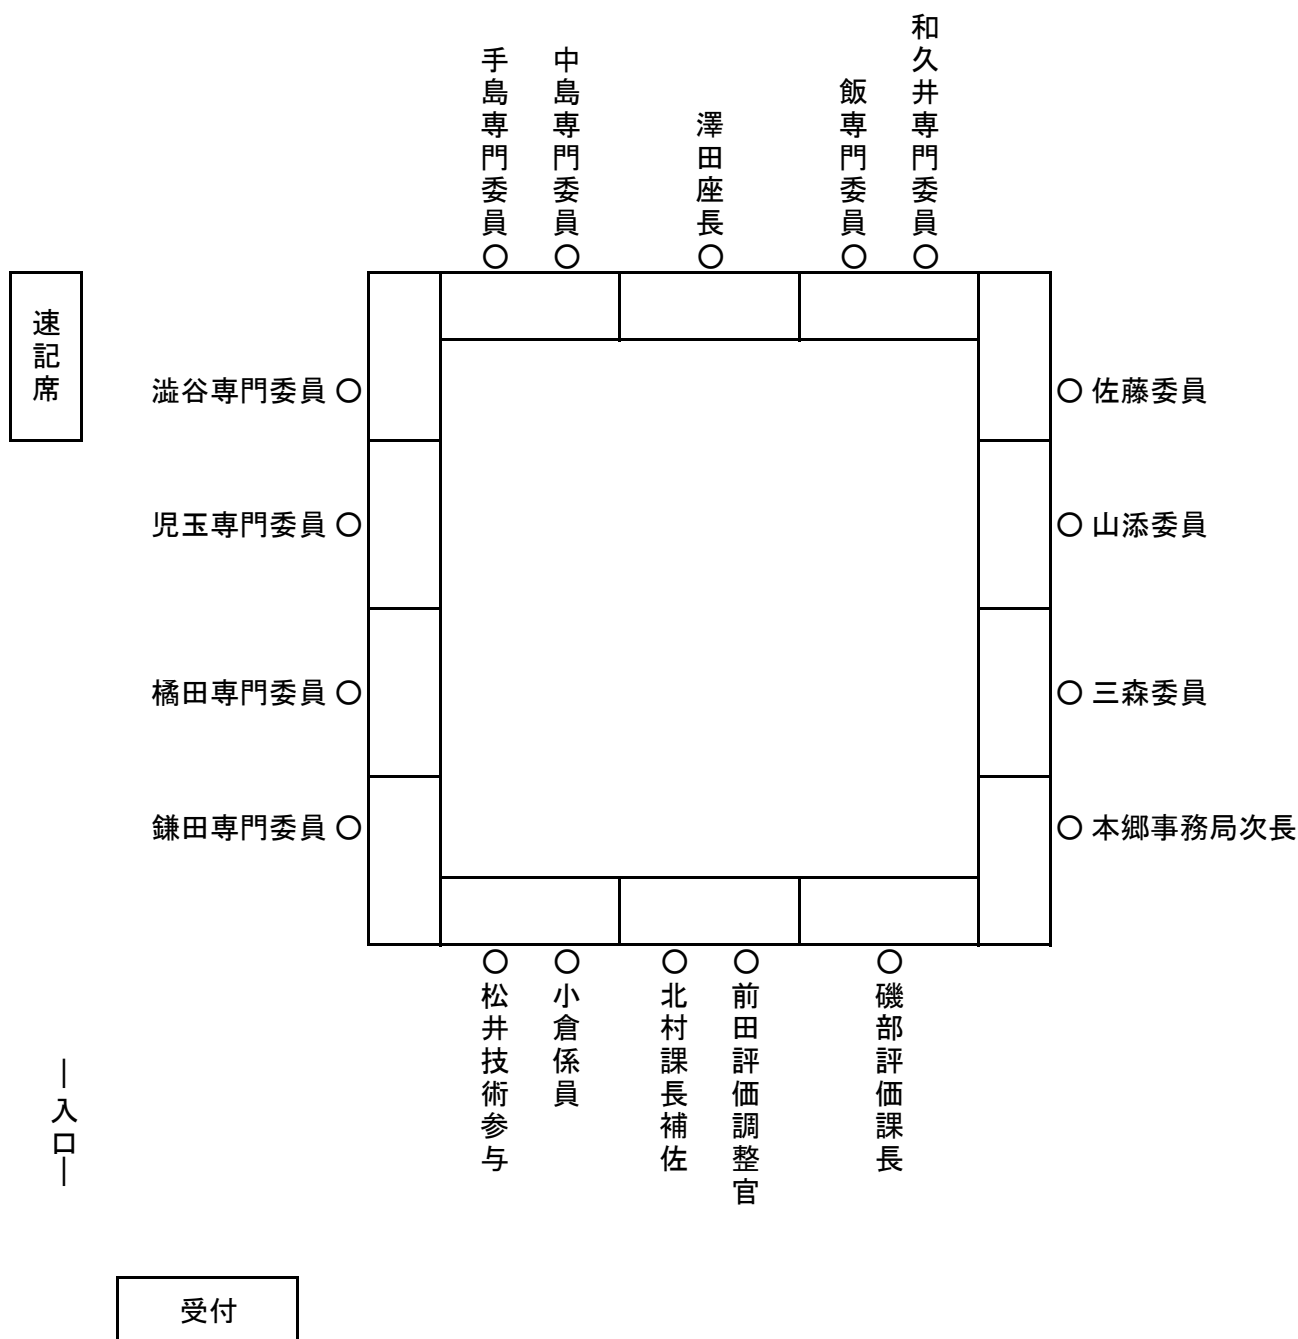 手島専門委員
中島専門委員
澤田座長
飯専門委員
和久井専門委員
速記席
澁谷専門委員
佐藤委員
児玉専門委員
山添委員
橘田専門委員
三森委員
鎌田専門委員
本郷事務局次長
松井技術参与
小倉係員
北村課長補佐
前田評価調整官
磯部評価課長
入口
受付